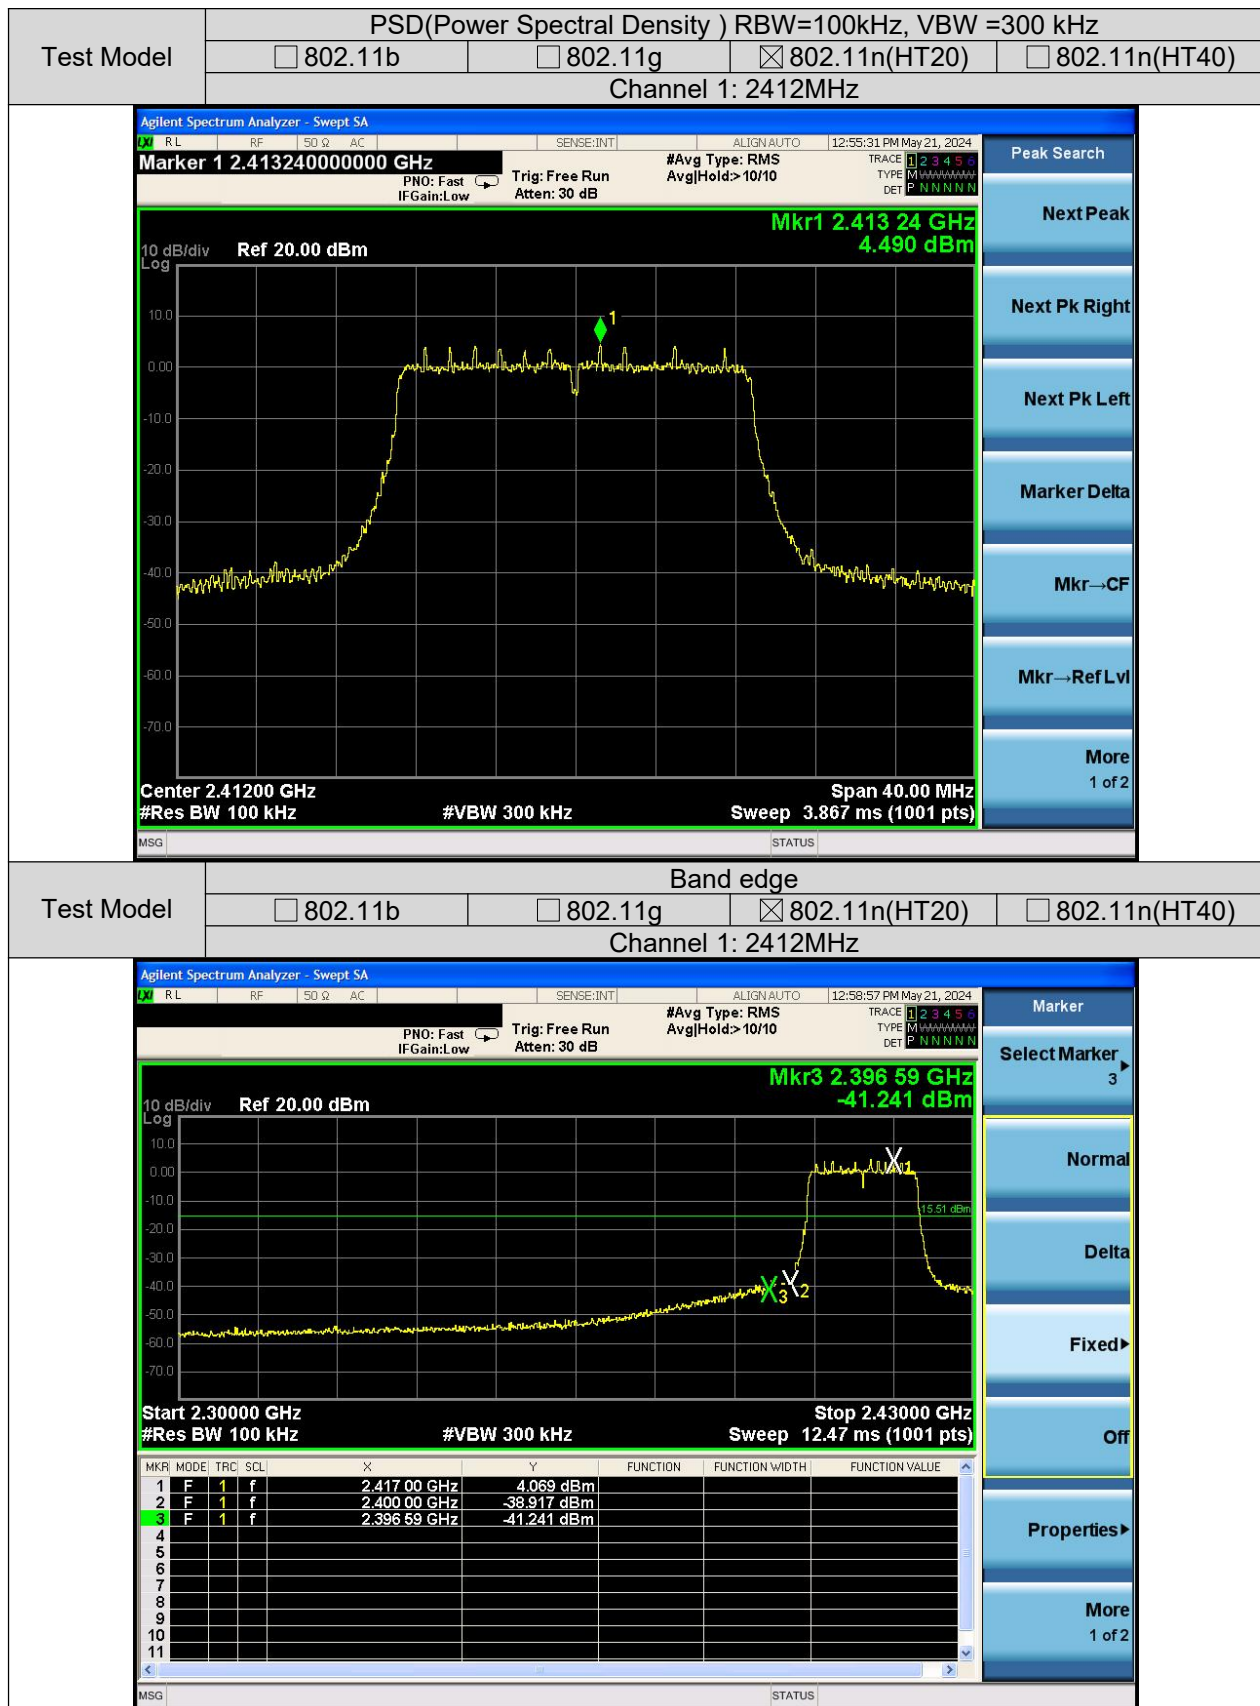 Test Model
PSD(Power Spectral Density ) RBW=100kHz, VBW =300 kHz
☐ 802.11b ☐ 802.11g ☒ 802.11n(HT20) ☐ 802.11n(HT40)
Channel 1: 2412MHz
Agilent Spectrum Analyzer - Swept SA
LXI RL RF 50 Ω AC SENSE:INT ALIGN AUTO 12:55:31 PM May 21, 2024
Marker 1 2.413240000000 GHz
PNO: Fast
IFGain:Low
Trig: Free Run
Atten: 30 dB
#Avg Type: RMS
Avg|Hold:>10/10
TRACE 1 2 3 4 5 6
TYPE M
DET P N N N N N
Mkr1 2.413 24 GHz
4.490 dBm
10 dB/div Ref 20.00 dBm
Log
10.0
0.00
-10.0
-20.0
-30.0
-40.0
-50.0
-60.0
-70.0
1
Center 2.41200 GHz Span 40.00 MHz
#Res BW 100 kHz #VBW 300 kHz Sweep 3.867 ms (1001 pts)
MSG STATUS
Peak Search
Next Peak
Next Pk Right
Next Pk Left
Marker Delta
Mkr→CF
Mkr→Ref Lvl
More
1 of 2
Test Model
Band edge
☐ 802.11b ☐ 802.11g ☒ 802.11n(HT20) ☐ 802.11n(HT40)
Channel 1: 2412MHz
Agilent Spectrum Analyzer - Swept SA
LXI RL RF 50 Ω AC SENSE:INT ALIGN AUTO 12:58:57 PM May 21, 2024
PNO: Fast
IFGain:Low
Trig: Free Run
Atten: 30 dB
#Avg Type: RMS
Avg|Hold:>10/10
TRACE 1 2 3 4 5 6
TYPE M
DET P N N N N N
Mkr3 2.396 59 GHz
-41.241 dBm
10 dB/div Ref 20.00 dBm
Log
10.0
0.00
-10.0
-20.0
-30.0
-40.0
-50.0
-60.0
-70.0
1
-15.51 dBm
3 2
Start 2.30000 GHz Stop 2.43000 GHz
#Res BW 100 kHz #VBW 300 kHz Sweep 12.47 ms (1001 pts)
MKR MODE TRC SCL X Y FUNCTION FUNCTION WIDTH FUNCTION VALUE
1 F 1 f 2.417 00 GHz 4.069 dBm
2 F 1 f 2.400 00 GHz -38.917 dBm
3 F 1 f 2.396 59 GHz -41.241 dBm
4
5
6
7
8
9
10
11
MSG STATUS
Marker
Select Marker
3
Normal
Delta
Fixed
Off
Properties
More
1 of 2